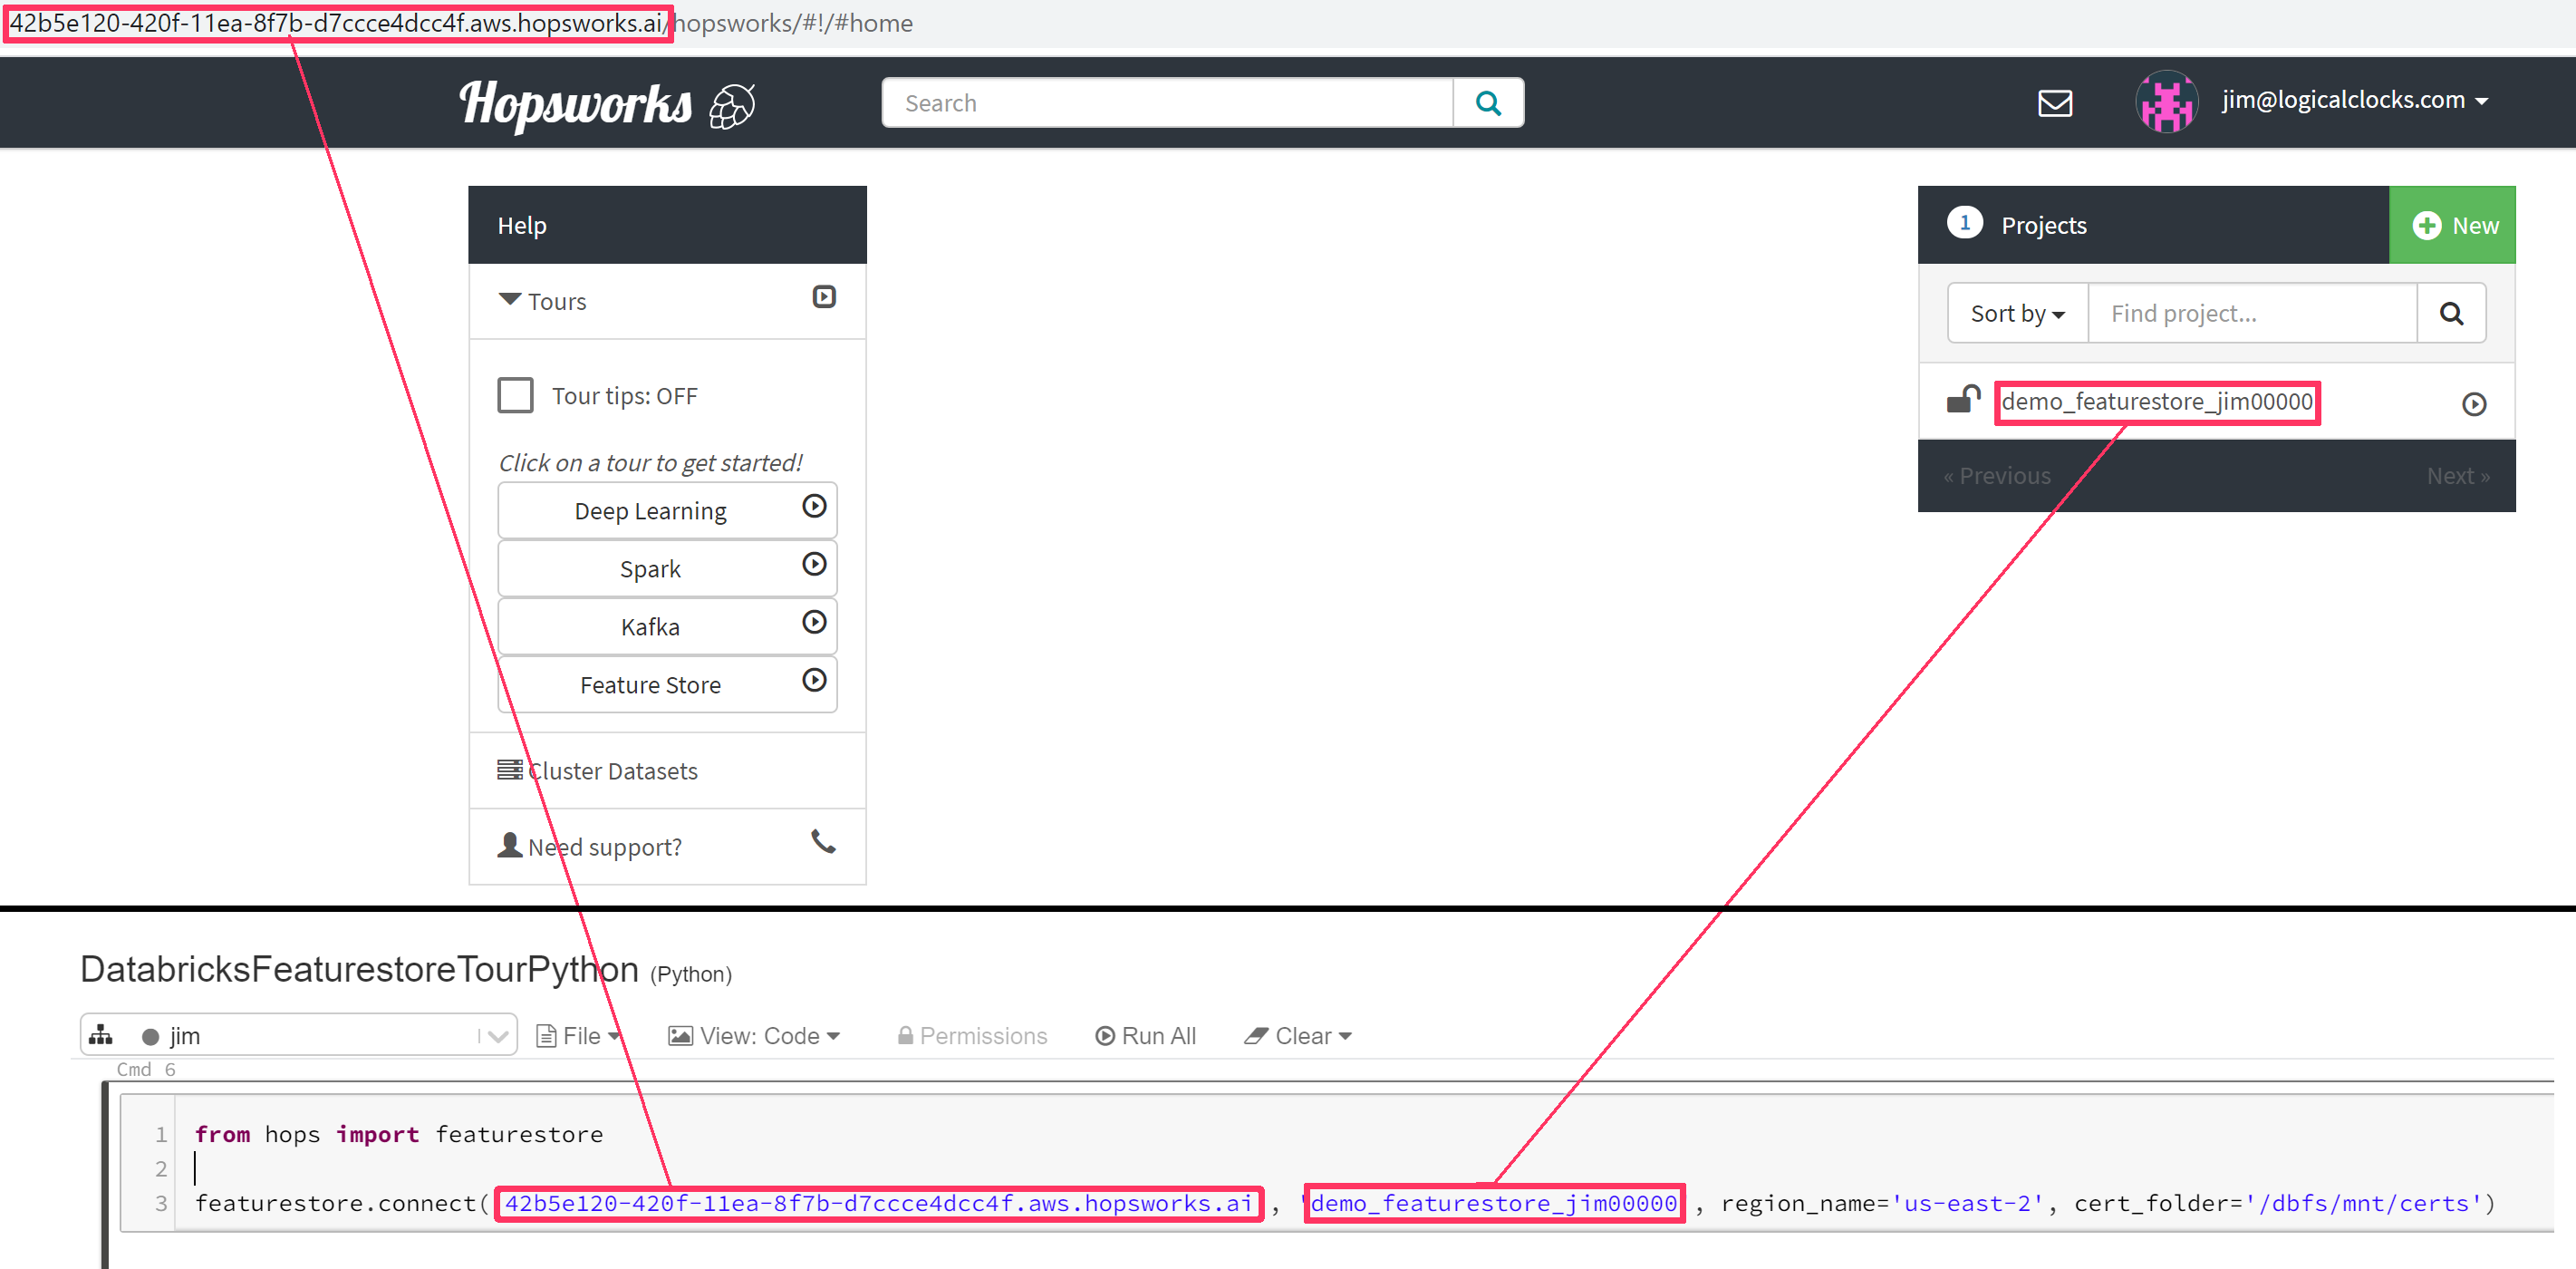 42b5e120-420f-11ea-8f7b-d7ccce4dcc4f.aws.hopsworks.ai/hopsworks/#!/#home
Hopsworks
Search
jim@logicalclocks.com
Help
Tours
Tour tips: OFF
Click on a tour to get started!
Deep Learning
Spark
Kafka
Feature Store
Cluster Datasets
Need support?
1 Projects
New
Sort by
Find project...
demo_featurestore_jim00000
« Previous
Next »
DatabricksFeaturestoreTourPython (Python)
jim
File
View: Code
Permissions
Run All
Clear
Cmd 6
1 from hops import featurestore
2
3 featurestore.connect( 42b5e120-420f-11ea-8f7b-d7ccce4dcc4f.aws.hopsworks.ai , 'demo_featurestore_jim00000 , region_name='us-east-2', cert_folder='/dbfs/mnt/certs')